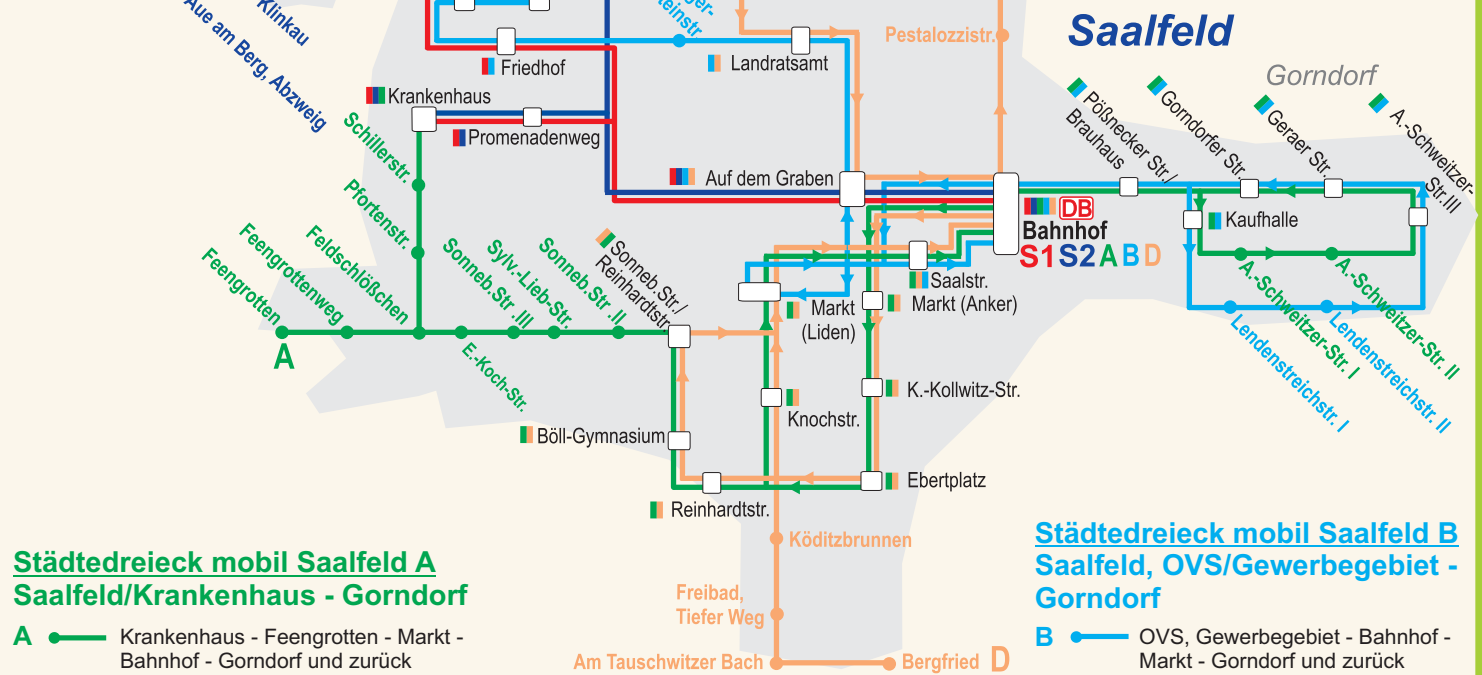 Klinkau
Aue am Berg, Abzweig
Saalfeld
Gorndorf
Pestalozzistr.
Landratsamt
Friedhof
Krankenhaus
Promenadenweg
Schillerstr.
Pfortenstr.
Auf dem Graben
Pößnecker Str./
Brauhaus
Gorndorfer Str.
Geraer Str.
A.-Schweitzer-
Str.III
Kaufhalle
DB
Bahnhof
S1 S2 A B D
A.-Schweitzer-Str. I
A.-Schweitzer-Str. II
Lendenstreichstr. I
Lendenstreichstr. II
Feengrotten
Feengrottenweg
Feldschlößchen
Sonneb.Str.III
Sylv.-Lieb-Str.
Sonneb.Str.II
Sonneb.Str./
Reinhardtstr.
A
E.-Koch-Str.
Saalstr.
Markt
(Liden)
Markt (Anker)
K.-Kollwitz-Str.
Knochstr.
Böll-Gymnasium
Ebertplatz
Reinhardtstr.
Ködit­zbrunnen
Freibad,
Tiefer Weg
Am Tauschwitzer Bach
Bergfried D
Städtedreieck mobil Saalfeld A
Saalfeld/Krankenhaus - Gorndorf
A Krankenhaus - Feengrotten - Markt -
Bahnhof - Gorndorf und zurück
Städtedreieck mobil Saalfeld B
Saalfeld, OVS/Gewerbegebiet -
Gorndorf
B OVS, Gewerbegebiet - Bahnhof -
Markt - Gorndorf und zurück